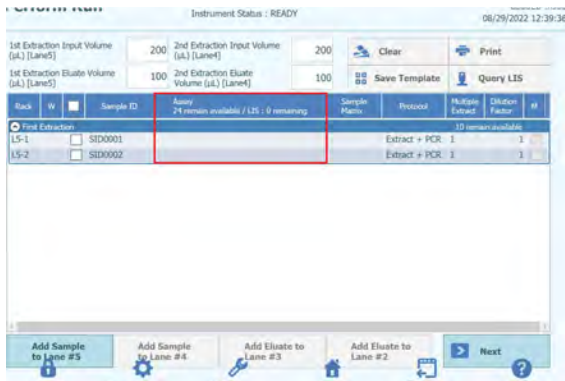 Perform Run
Instrument Status : READY
08/29/2022 12:39:36
1st Extraction Input Volume (µL) [Lane5] 200 2nd Extraction Input Volume (µL) [Lane4] 200 Clear Print
1st Extraction Eluate Volume (µL) [Lane5] 100 2nd Extraction Eluate Volume (µL) [Lane4] 100 Save Template Query LIS
Rack W Sample ID Assay Sample Matrix Protocol Multiple Extract Dilution Factor
24 remain available / LIS : 0 remaining
First Extraction 10 remain available
L5-1 SID0001 Extract + PCR 1 1
L5-2 SID0002 Extract + PCR 1 1
Add Sample to Lane #5 Add Sample to Lane #4 Add Eluate to Lane #3 Add Eluate to Lane #2 Next
?